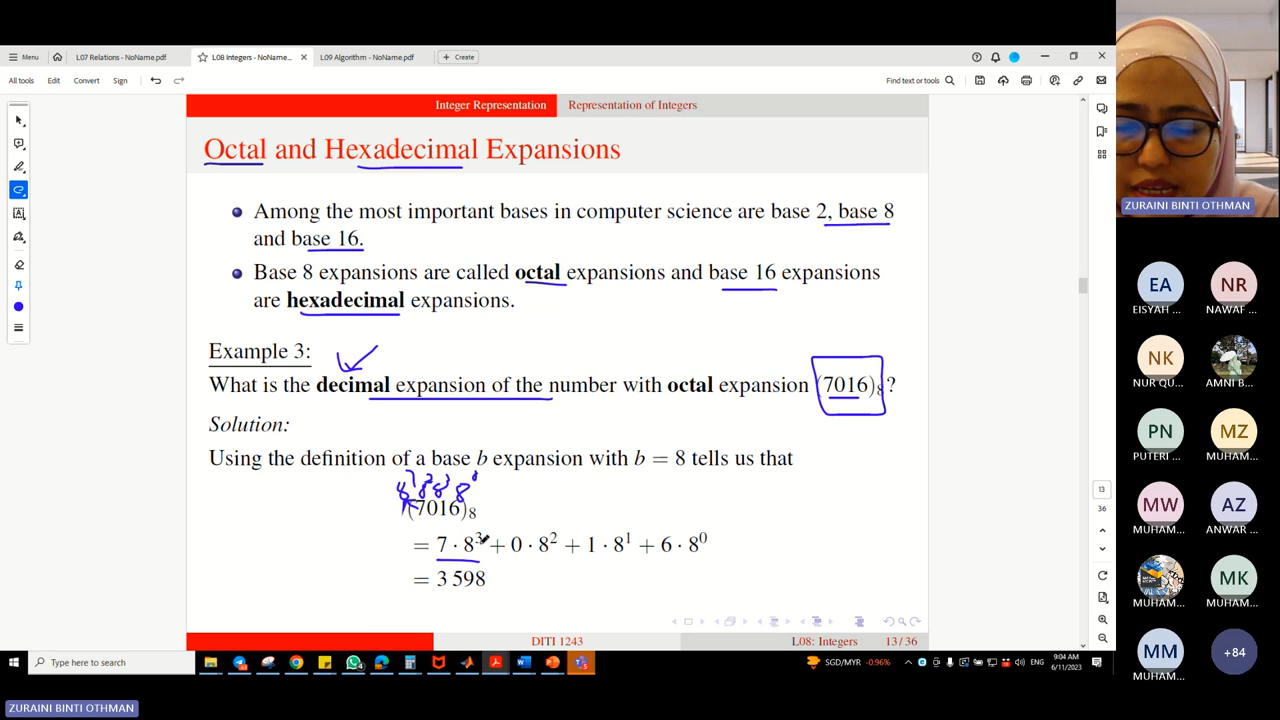 Menu
L07 Relations - NoName.pdf
L08 Integers - NoName...
L09 Algorithm - NoName.pdf
+ Create
All tools Edit Convert Sign
Find text or tools
Integer Representation Representation of Integers
Octal and Hexadecimal Expansions
Among the most important bases in computer science are base 2, base 8
and base 16.
Base 8 expansions are called octal expansions and base 16 expansions
are hexadecimal expansions.
Example 3:
What is the decimal expansion of the number with octal expansion (7016)₈?
Solution:
Using the definition of a base b expansion with b = 8 tells us that
8 8² 8¹ 8⁰
(7016)₈
= 7 · 8³ + 0 · 8² + 1 · 8¹ + 6 · 8⁰
= 3 598
DITI 1243 L08: Integers 13 / 36
13
36
Type here to search
SGD/MYR -0.96%
ENG
9:04 AM
6/11/2023
ZURAINI BINTI OTHMAN
EA
EISYAH ...
NR
NAWAF ...
NK
NUR QU...
AMNI B...
PN
PUTERI ...
MZ
MUHAM...
MW
MUHAM...
AZ
ANWAR ...
MUHAM...
MK
MUHAM...
MM
MUHAM...
+84
ZURAINI BINTI OTHMAN